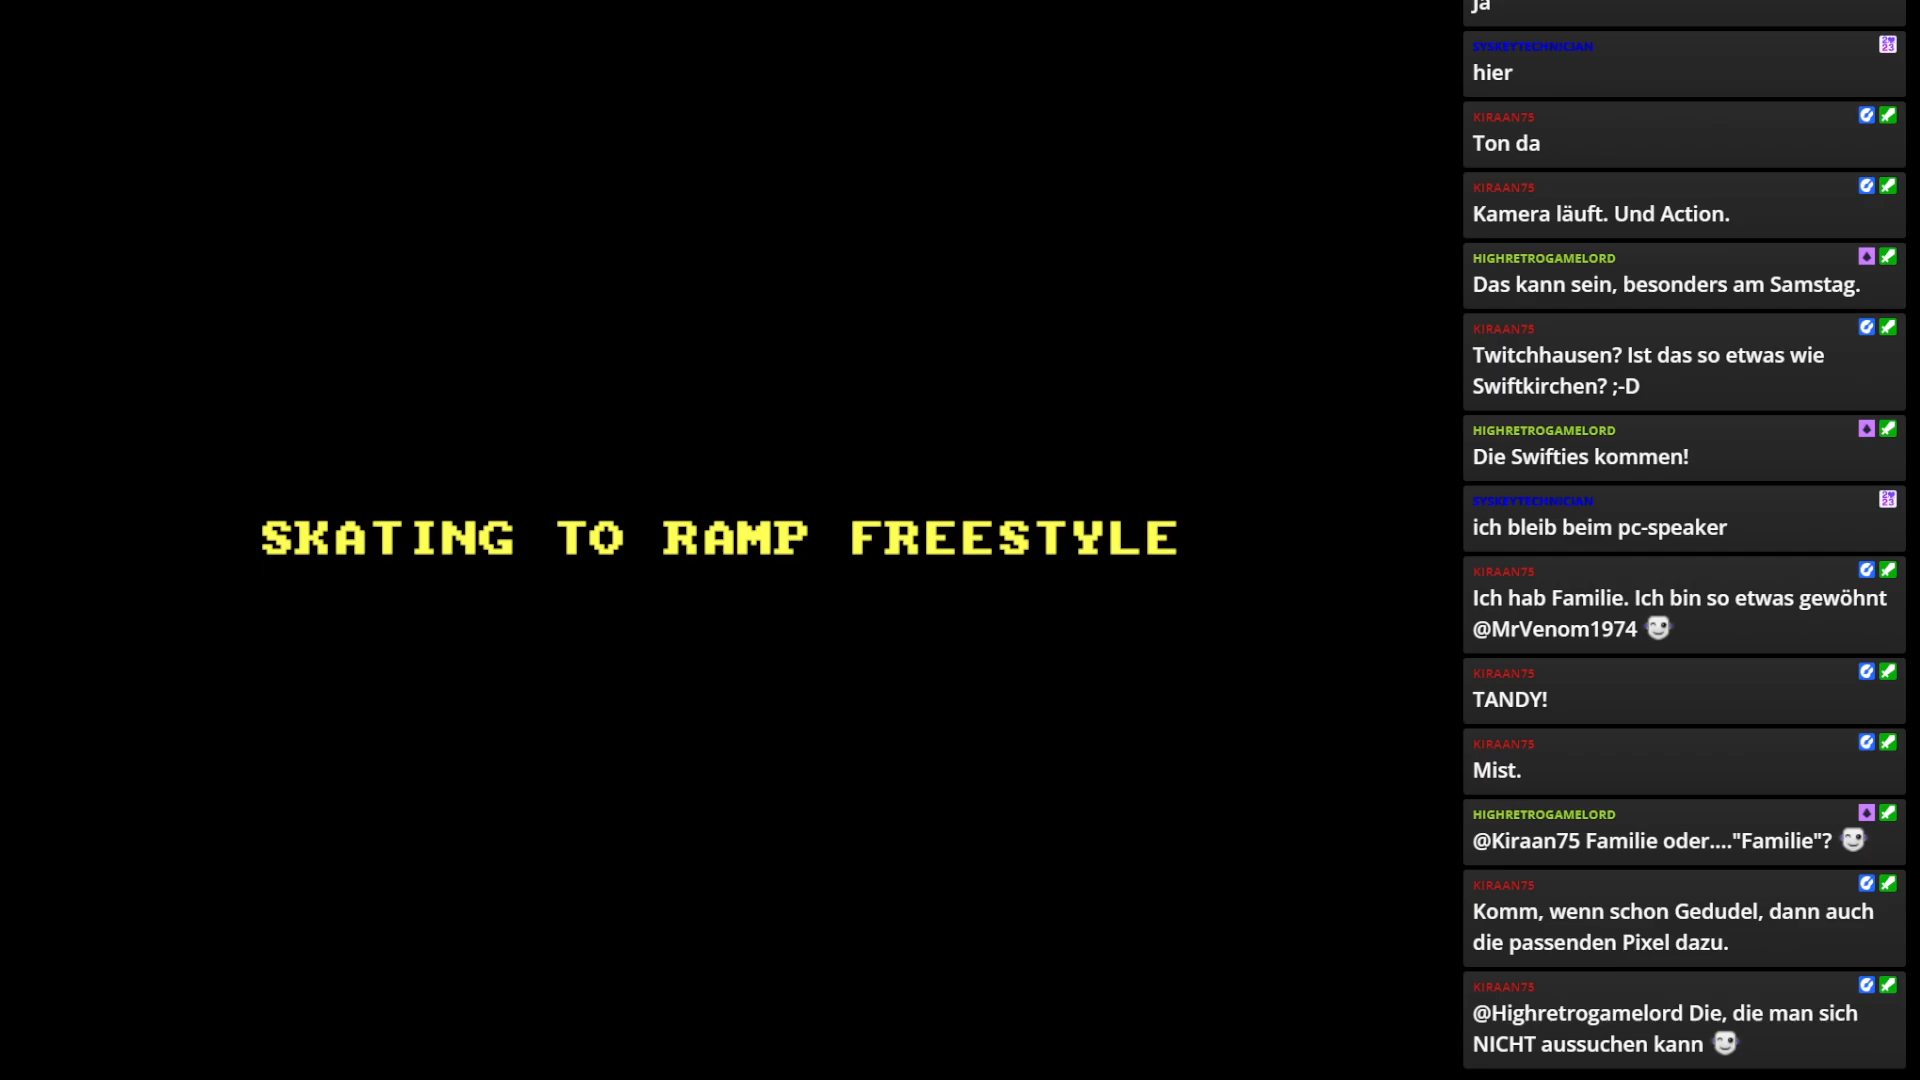 SKATING TO RAMP FREESTYLE
Ja
SYSKEYTECHNICIAN
hier
KIRAAN75
Ton da
KIRAAN75
Kamera läuft. Und Action.
HIGHRETROGAMELORD
Das kann sein, besonders am Samstag.
KIRAAN75
Twitchhausen? Ist das so etwas wie
Swiftkirchen? ;-D
HIGHRETROGAMELORD
Die Swifties kommen!
SYSKEYTECHNICIAN
ich bleib beim pc-speaker
KIRAAN75
Ich hab Familie. Ich bin so etwas gewöhnt
@MrVenom1974
KIRAAN75
TANDY!
KIRAAN75
Mist.
HIGHRETROGAMELORD
@Kiraan75 Familie oder...."Familie"?
KIRAAN75
Komm, wenn schon Gedudel, dann auch
die passenden Pixel dazu.
KIRAAN75
@Highretrogamelord Die, die man sich
NICHT aussuchen kann